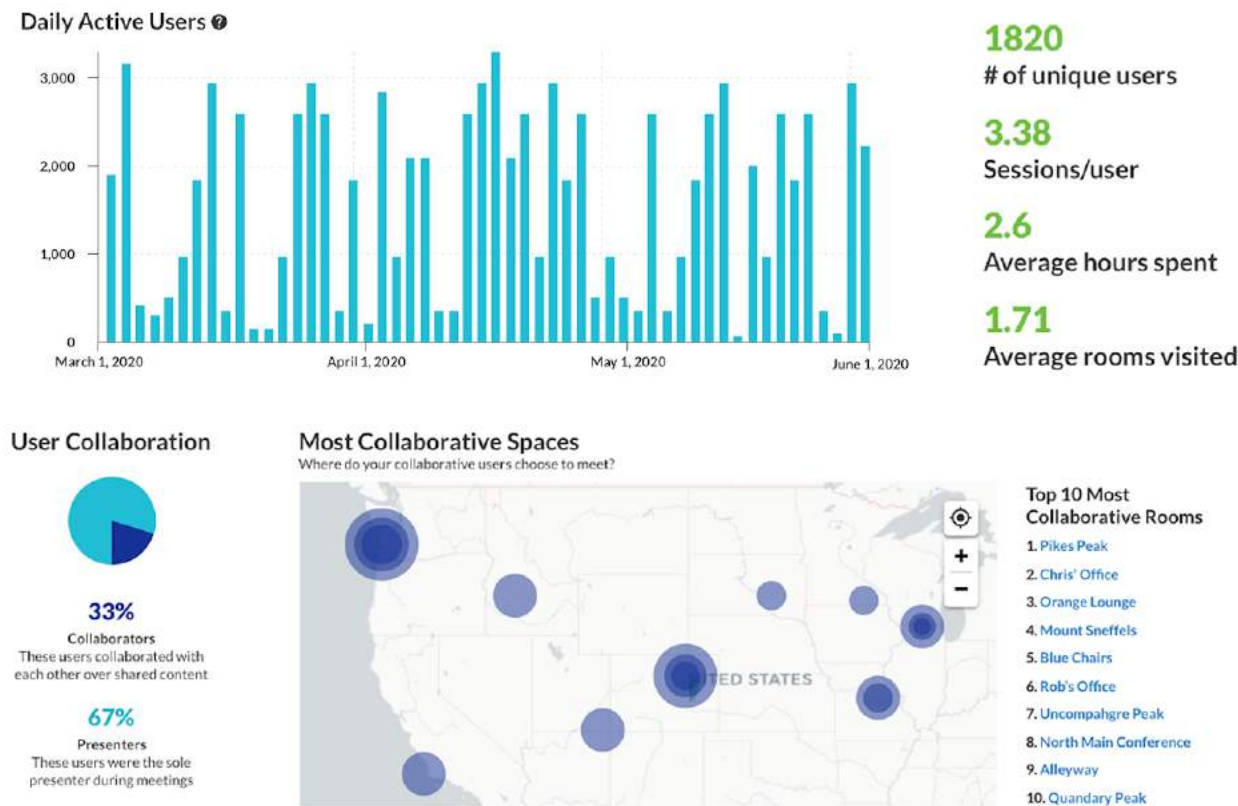 Daily Active Users ?
3,000
2,000
1,000
0
March 1, 2020
April 1, 2020
May 1, 2020
June 1, 2020
1820
# of unique users
3.38
Sessions/user
2.6
Average hours spent
1.71
Average rooms visited
User Collaboration
33%
Collaborators
These users collaborated with
each other over shared content
67%
Presenters
These users were the sole
presenter during meetings
Most Collaborative Spaces
Where do your collaborative users choose to meet?
UNITED STATES
+
−
Top 10 Most
Collaborative Rooms
1. Pikes Peak
2. Chris' Office
3. Orange Lounge
4. Mount Sneffels
5. Blue Chairs
6. Rob's Office
7. Uncompahgre Peak
8. North Main Conference
9. Alleyway
10. Quandary Peak